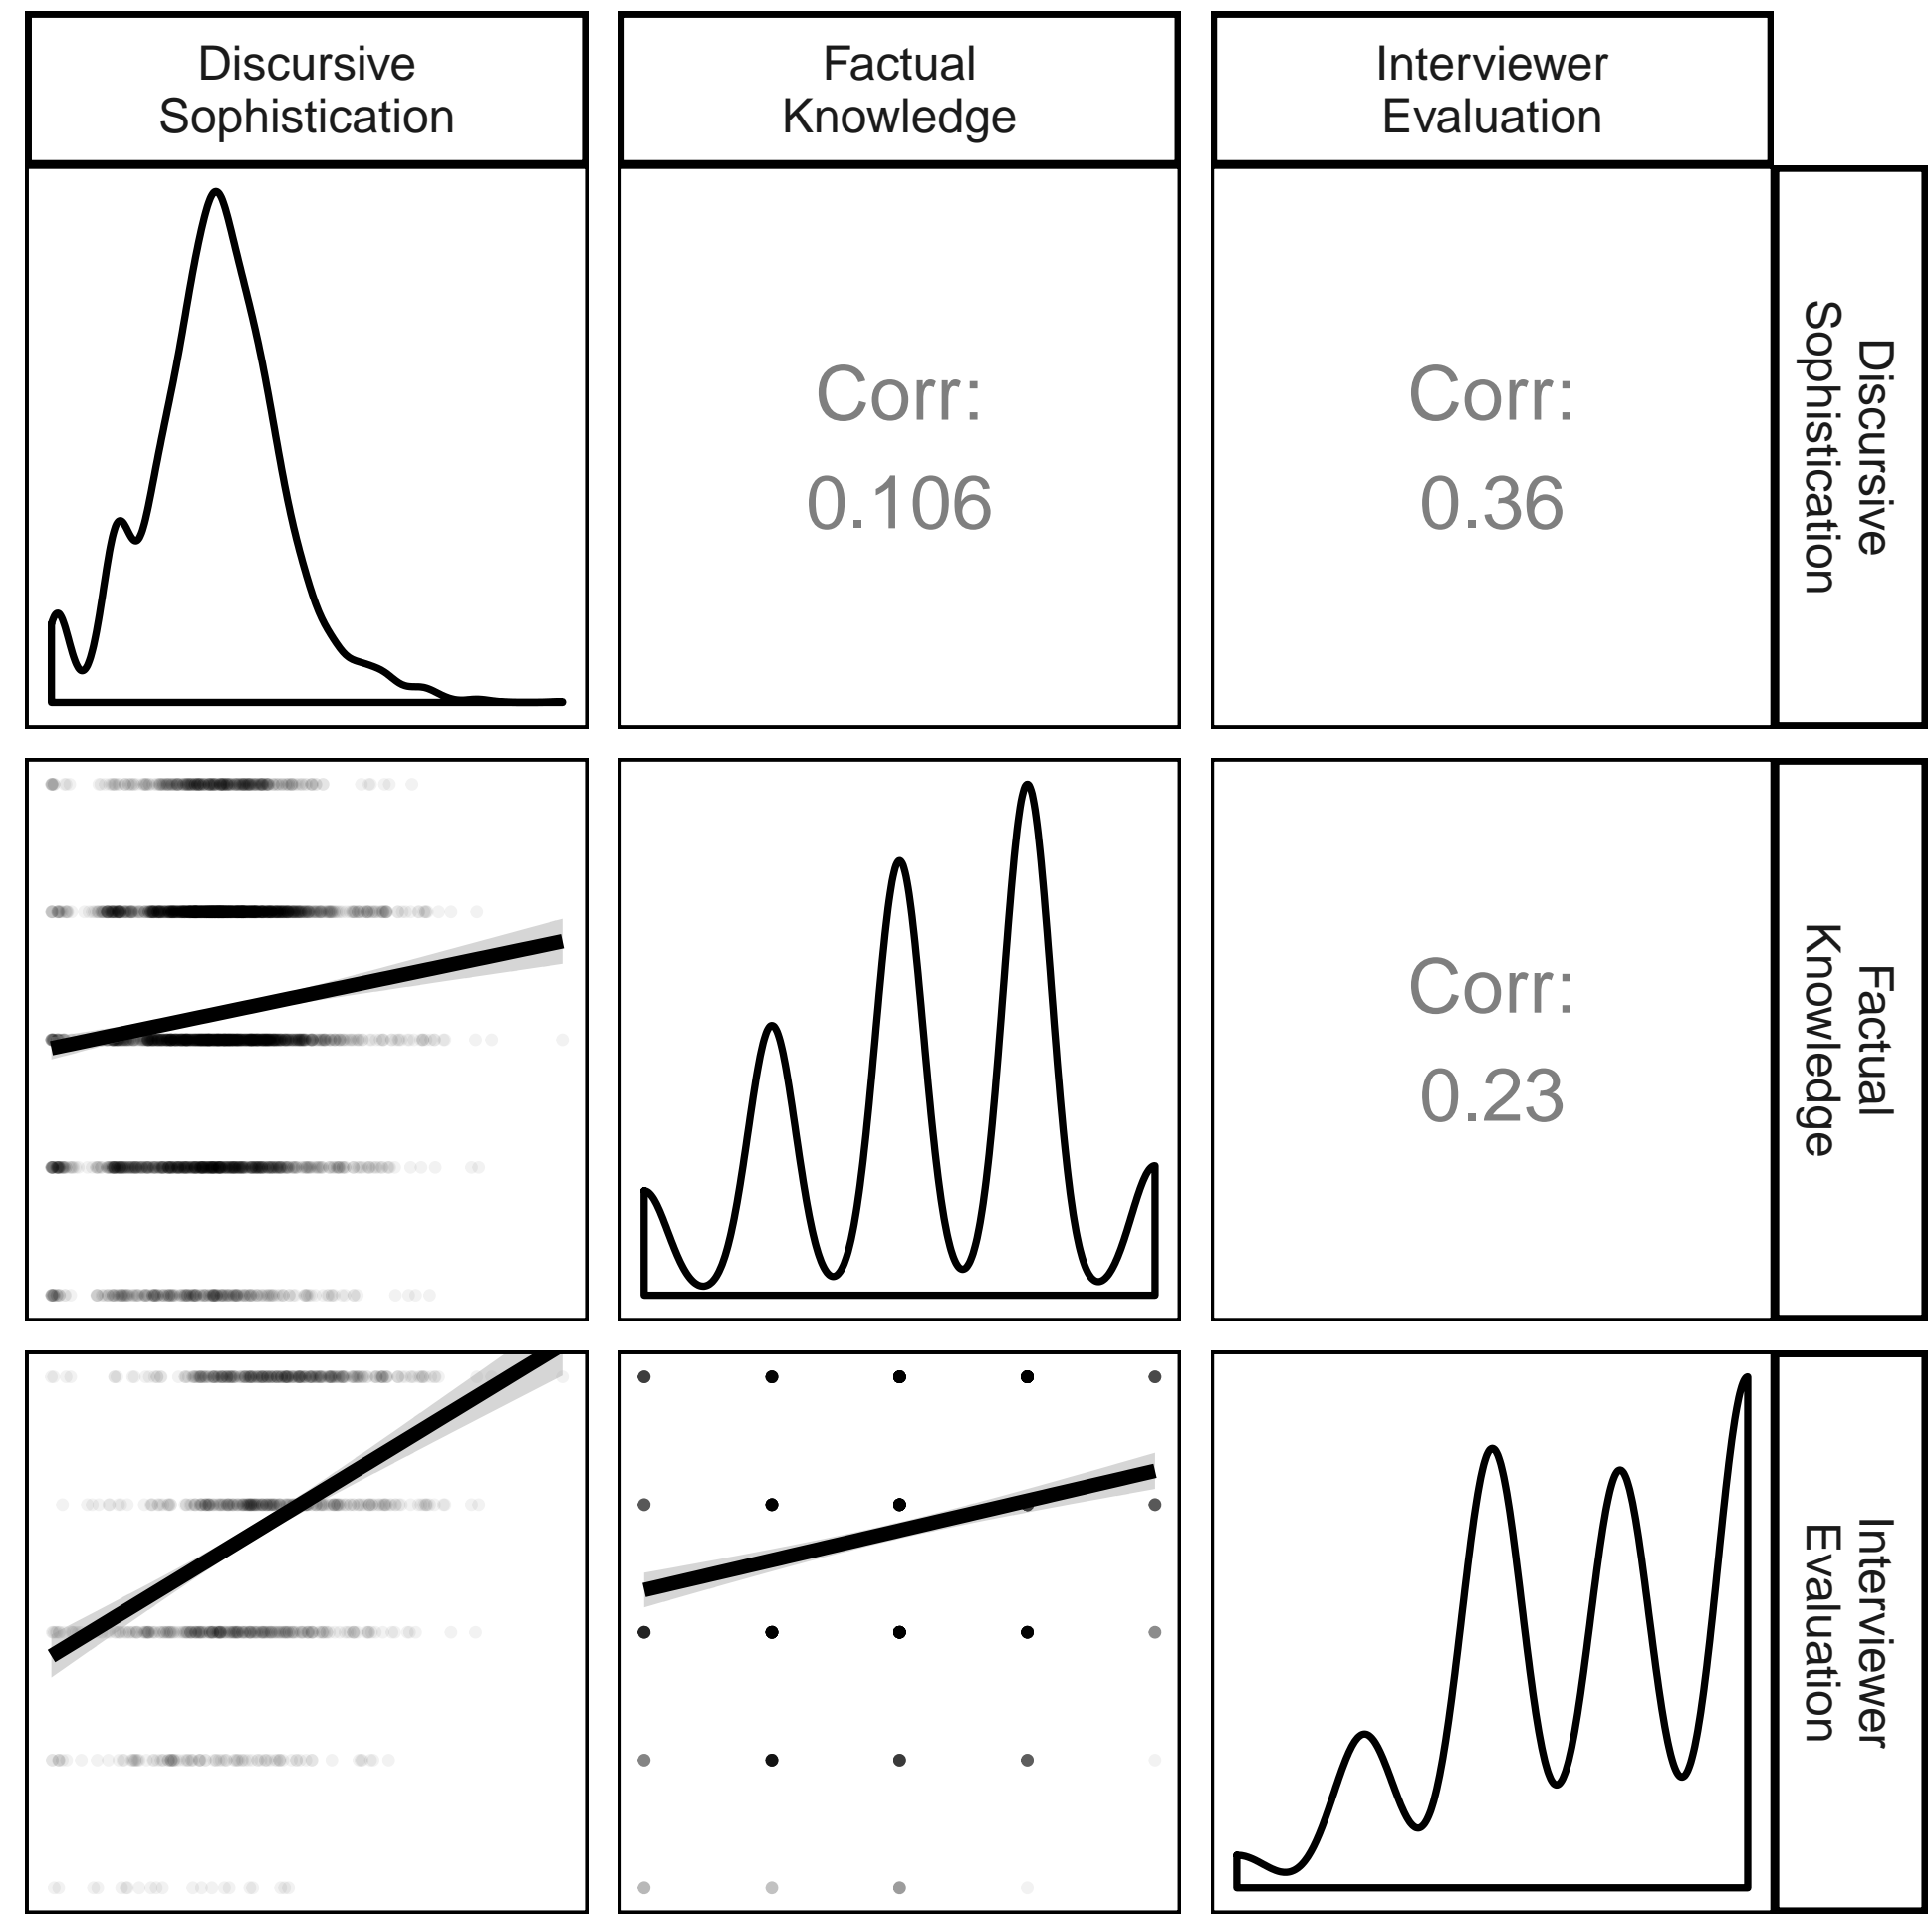 Discursive
Sophistication
Factual
Knowledge
Interviewer
Evaluation
Corr:
0.106
Corr:
0.36
Discursive
Sophistication
Corr:
0.23
Factual
Knowledge
Interviewer
Evaluation